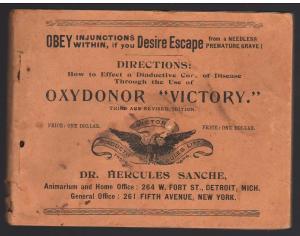 OBEY INJUNCTIONS WITHIN, if you Desire Escape from a NEEDLESS PREMATURE GRAVE!
DIRECTIONS:
How to Effect a Diductive Cure of Disease
Through the Use of
OXYDONOR "VICTORY."
THIRD AND REVISED EDITION.
PRICE: ONE DOLLAR.
VICTORY
PRICE: ONE DOLLAR.
DR. HERCULES SANCHE,
Animarium and Home Office: 264 W. FORT ST., DETROIT, MICH.
General Office: 261 FIFTH AVENUE, NEW YORK.